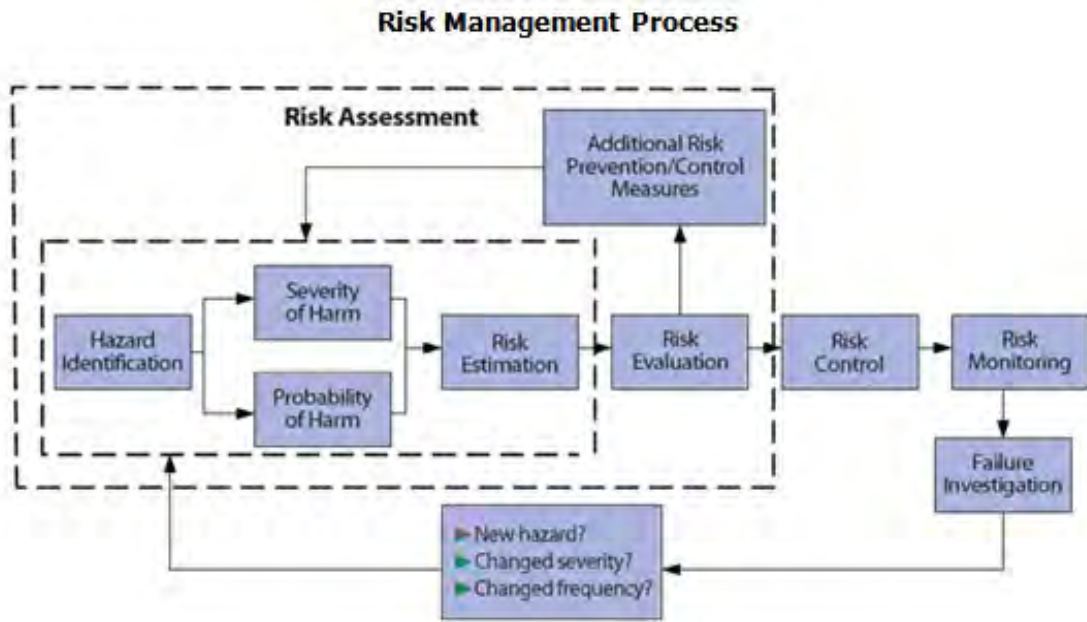 Risk Management Process
Risk Assessment
Additional Risk
Prevention/Control
Measures
Severity
of Harm
Hazard
Identification
Probability
of Harm
Risk
Estimation
Risk
Evaluation
Risk
Control
Risk
Monitoring
Failure
Investigation
New hazard?
Changed severity?
Changed frequency?